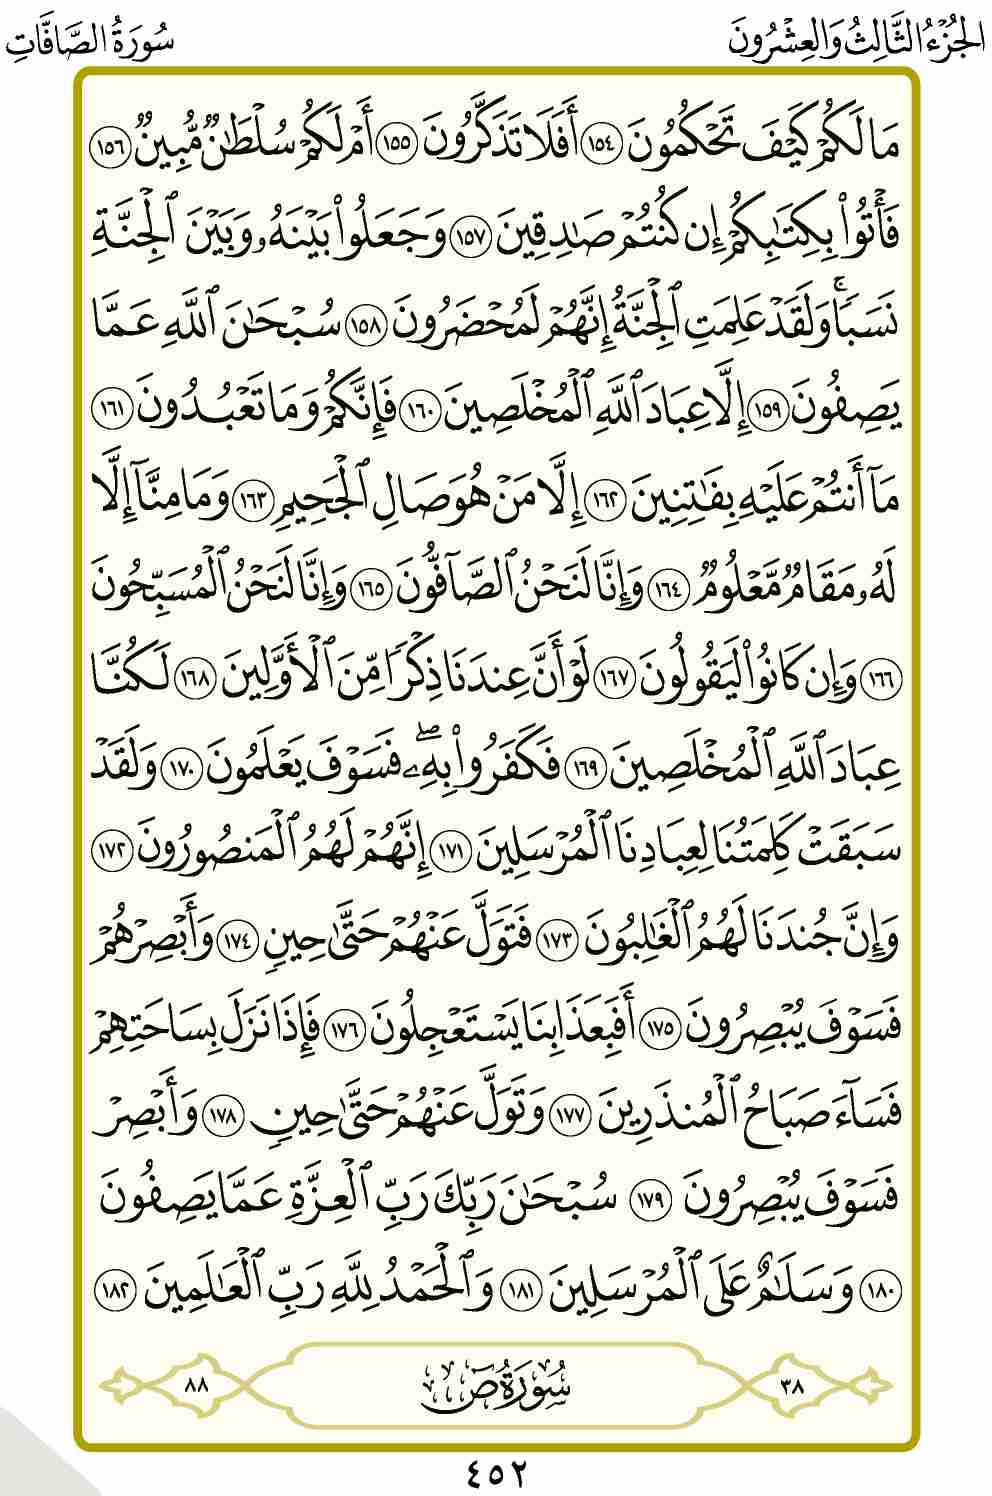 الجُزْءُ الثَّالِثُ وَالعِشْرُونَ
سُورَةُ الصَّافَّاتِ
مَا لَكُمْ كَيْفَ تَحْكُمُونَ ١٥٤ أَفَلَا تَذَكَّرُونَ ١٥٥ أَمْ لَكُمْ سُلْطَٰنٌ مُّبِينٌ ١٥٦
فَأْتُوا۟ بِكِتَٰبِكُمْ إِن كُنتُمْ صَٰدِقِينَ ١٥٧ وَجَعَلُوا۟ بَيْنَهُۥ وَبَيْنَ ٱلْجِنَّةِ
نَسَبًا ۚ وَلَقَدْ عَلِمَتِ ٱلْجِنَّةُ إِنَّهُمْ لَمُحْضَرُونَ ١٥٨ سُبْحَٰنَ ٱللَّهِ عَمَّا
يَصِفُونَ ١٥٩ إِلَّا عِبَادَ ٱللَّهِ ٱلْمُخْلَصِينَ ١٦٠ فَإِنَّكُمْ وَمَا تَعْبُدُونَ ١٦١
مَآ أَنتُمْ عَلَيْهِ بِفَٰتِنِينَ ١٦٢ إِلَّا مَنْ هُوَ صَالِ ٱلْجَحِيمِ ١٦٣ وَمَا مِنَّآ إِلَّا
لَهُۥ مَقَامٌ مَّعْلُومٌ ١٦٤ وَإِنَّا لَنَحْنُ ٱلصَّآفُّونَ ١٦٥ وَإِنَّا لَنَحْنُ ٱلْمُسَبِّحُونَ
١٦٦ وَإِن كَانُوا۟ لَيَقُولُونَ ١٦٧ لَوْ أَنَّ عِندَنَا ذِكْرًا مِّنَ ٱلْأَوَّلِينَ ١٦٨ لَكُنَّا
عِبَادَ ٱللَّهِ ٱلْمُخْلَصِينَ ١٦٩ فَكَفَرُوا۟ بِهِۦ ۖ فَسَوْفَ يَعْلَمُونَ ١٧٠ وَلَقَدْ
سَبَقَتْ كَلِمَتُنَا لِعِبَادِنَا ٱلْمُرْسَلِينَ ١٧١ إِنَّهُمْ لَهُمُ ٱلْمَنصُورُونَ ١٧٢
وَإِنَّ جُندَنَا لَهُمُ ٱلْغَٰلِبُونَ ١٧٣ فَتَوَلَّ عَنْهُمْ حَتَّىٰ حِينٍ ١٧٤ وَأَبْصِرْهُمْ
فَسَوْفَ يُبْصِرُونَ ١٧٥ أَفَبِعَذَابِنَا يَسْتَعْجِلُونَ ١٧٦ فَإِذَا نَزَلَ بِسَاحَتِهِمْ
فَسَآءَ صَبَاحُ ٱلْمُنذَرِينَ ١٧٧ وَتَوَلَّ عَنْهُمْ حَتَّىٰ حِينٍ ١٧٨ وَأَبْصِرْ
فَسَوْفَ يُبْصِرُونَ ١٧٩ سُبْحَٰنَ رَبِّكَ رَبِّ ٱلْعِزَّةِ عَمَّا يَصِفُونَ
١٨٠ وَسَلَٰمٌ عَلَى ٱلْمُرْسَلِينَ ١٨١ وَٱلْحَمْدُ لِلَّهِ رَبِّ ٱلْعَٰلَمِينَ ١٨٢
٣٨ سُورَةُ صٓ ٨٨
٤٥٢